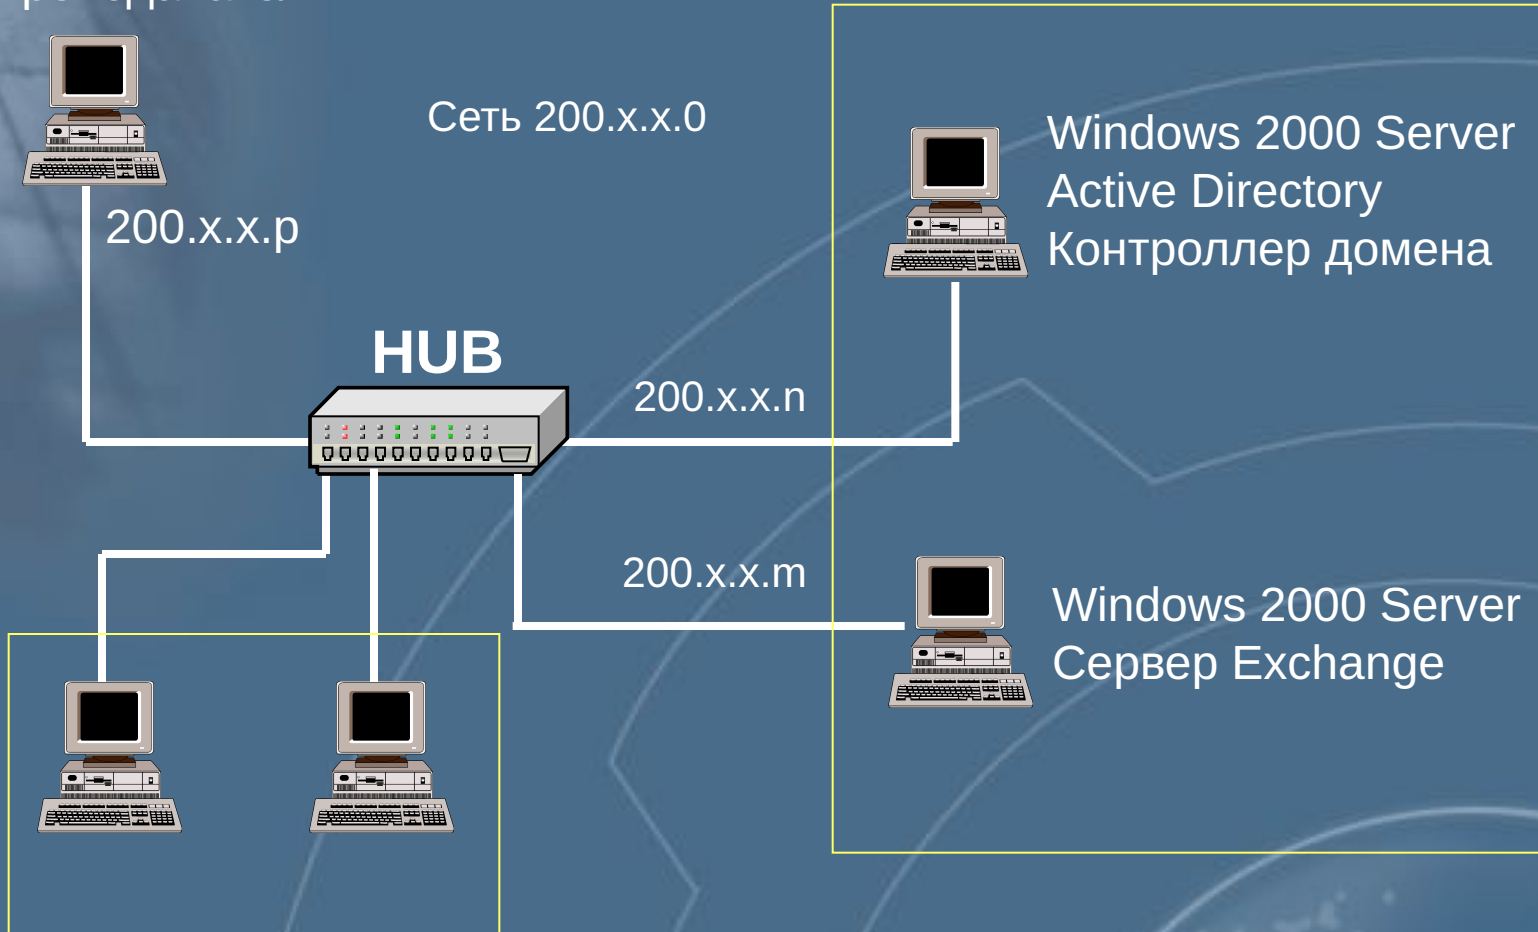 Сеть 200.x.x.0
Windows 2000 Server
Active Directory
Контроллер домена
200.x.x.p
HUB
200.x.x.n
200.x.x.m
Windows 2000 Server
Сервер Exchange